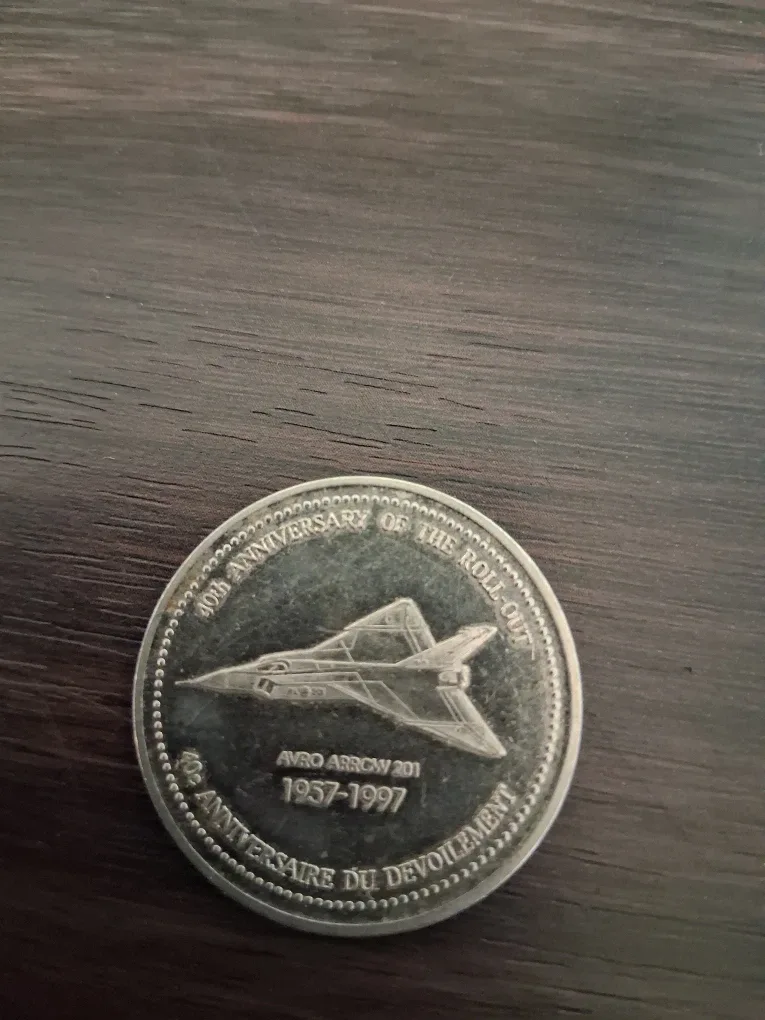 40th ANNIVERSARY OF THE ROLL-OUT
AVRO ARROW 201
1957-1997
40e ANNIVERSAIRE DU DEVOILEMENT